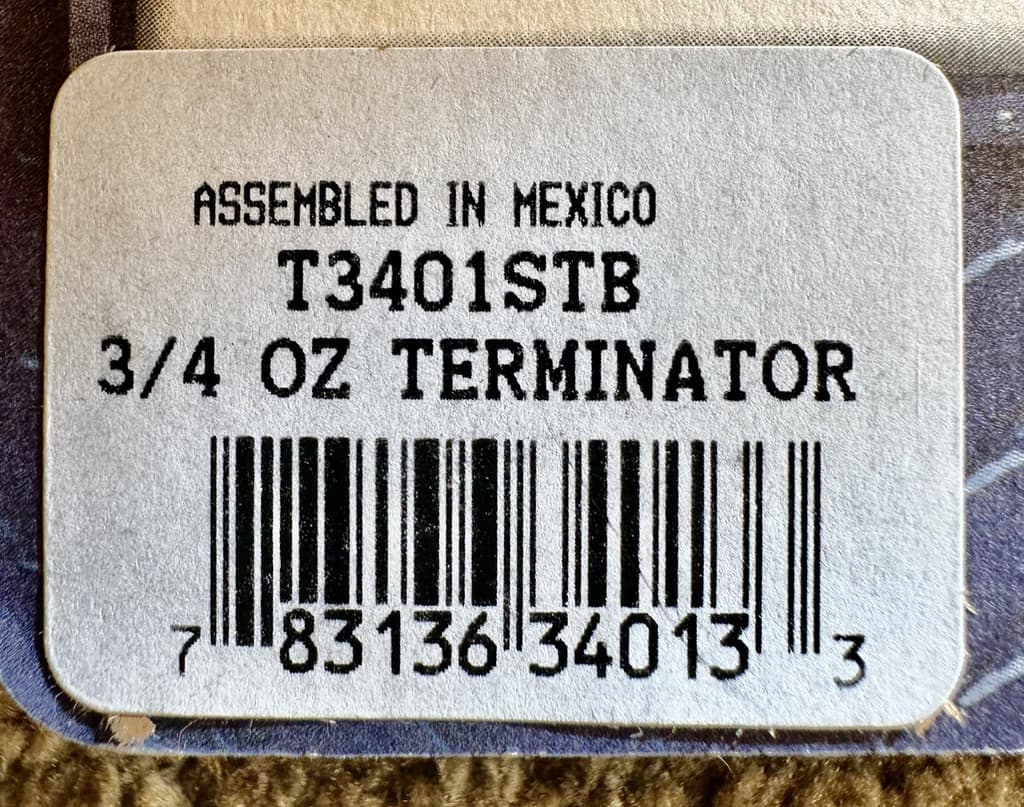 ASSEMBLED IN MEXICO
T3401STB
3/4 OZ TERMINATOR
7 83136 34013 3